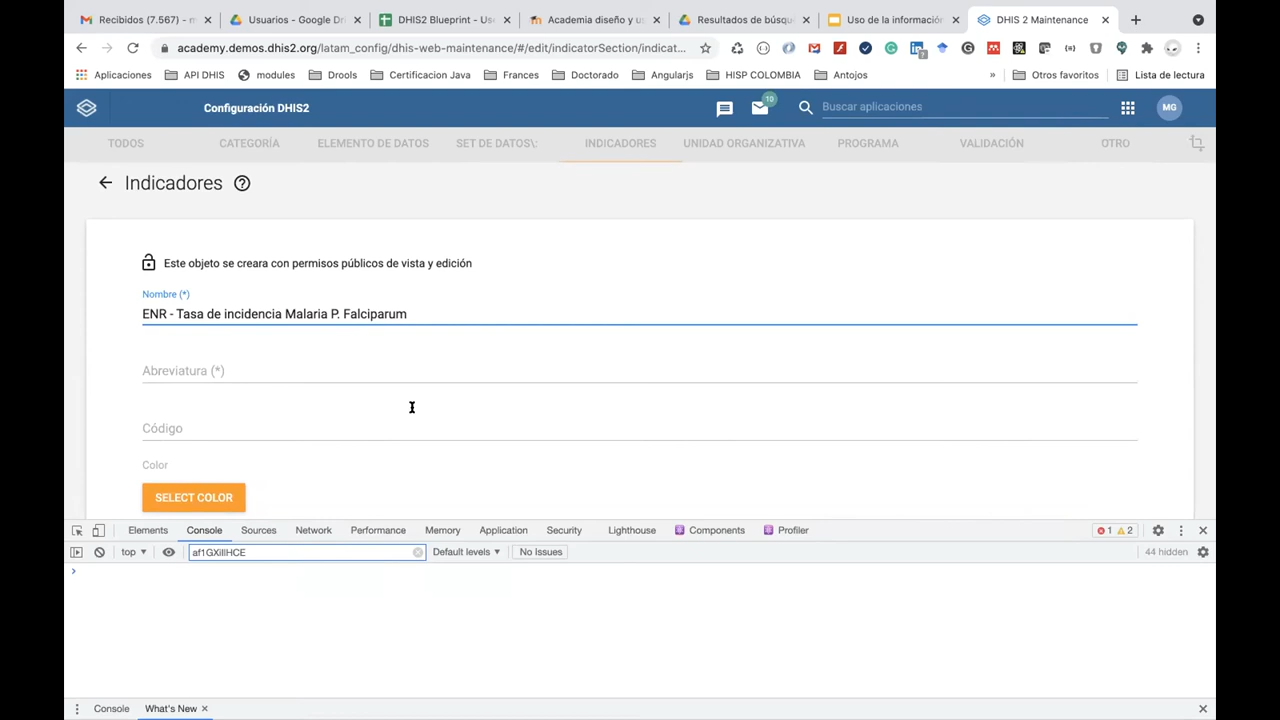 Recibidos (7.567) - m
Usuarios - Google Dri
DHIS2 Blueprint - Use
Academia diseño y us
Resultados de búsqu
Uso de la información
DHIS 2 Maintenance
academy.demos.dhis2.org/latam_config/dhis-web-maintenance/#/edit/indicatorSection/indicat...
Aplicaciones
API DHIS
modules
Drools
Certificacion Java
Frances
Doctorado
Angularjs
HISP COLOMBIA
Antojos
»
Otros favoritos
Lista de lectura
Configuración DHIS2
10
Buscar aplicaciones
MG
TODOS
CATEGORÍA
ELEMENTO DE DATOS
SET DE DATOS\:
INDICADORES
UNIDAD ORGANIZATIVA
PROGRAMA
VALIDACIÓN
OTRO
Indicadores
Este objeto se creara con permisos públicos de vista y edición
Nombre (*)
ENR - Tasa de incidencia Malaria P. Falciparum
Abreviatura (*)
Código
Color
SELECT COLOR
Elements
Console
Sources
Network
Performance
Memory
Application
Security
Lighthouse
Components
Profiler
1
2
top
Default levels
No Issues
44 hidden
Console
What's New